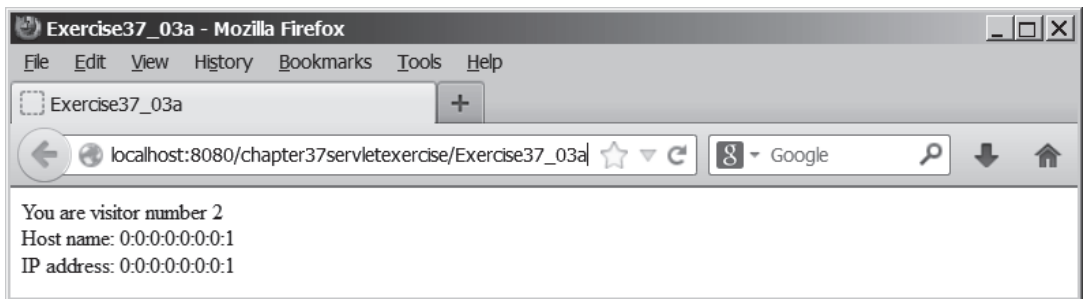 Exercise37_03a - Mozilla Firefox
File Edit View History Bookmarks Tools Help
Exercise37_03a +
localhost:8080/chapter37servletexercise/Exercise37_03a 8 Google
You are visitor number 2
Host name: 0:0:0:0:0:0:0:1
IP address: 0:0:0:0:0:0:0:1